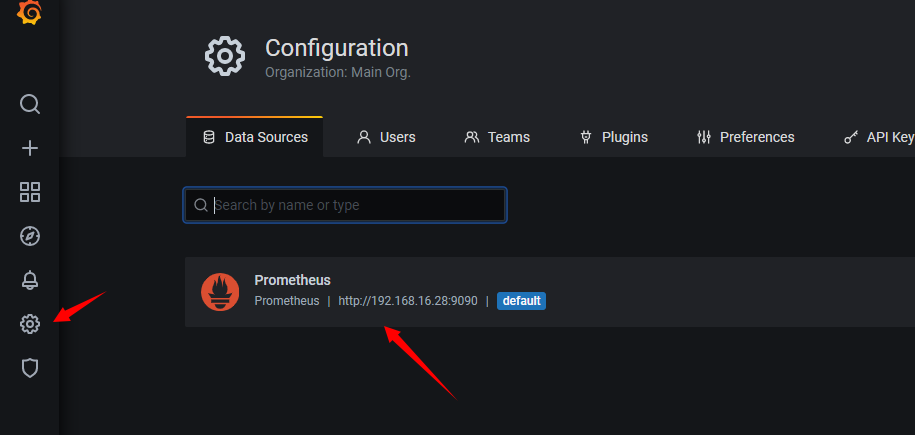 Configuration
Organization: Main Org.
Data Sources Users Teams Plugins Preferences API Key
Search by name or type
Prometheus
Prometheus | http://192.168.16.28:9090 | default